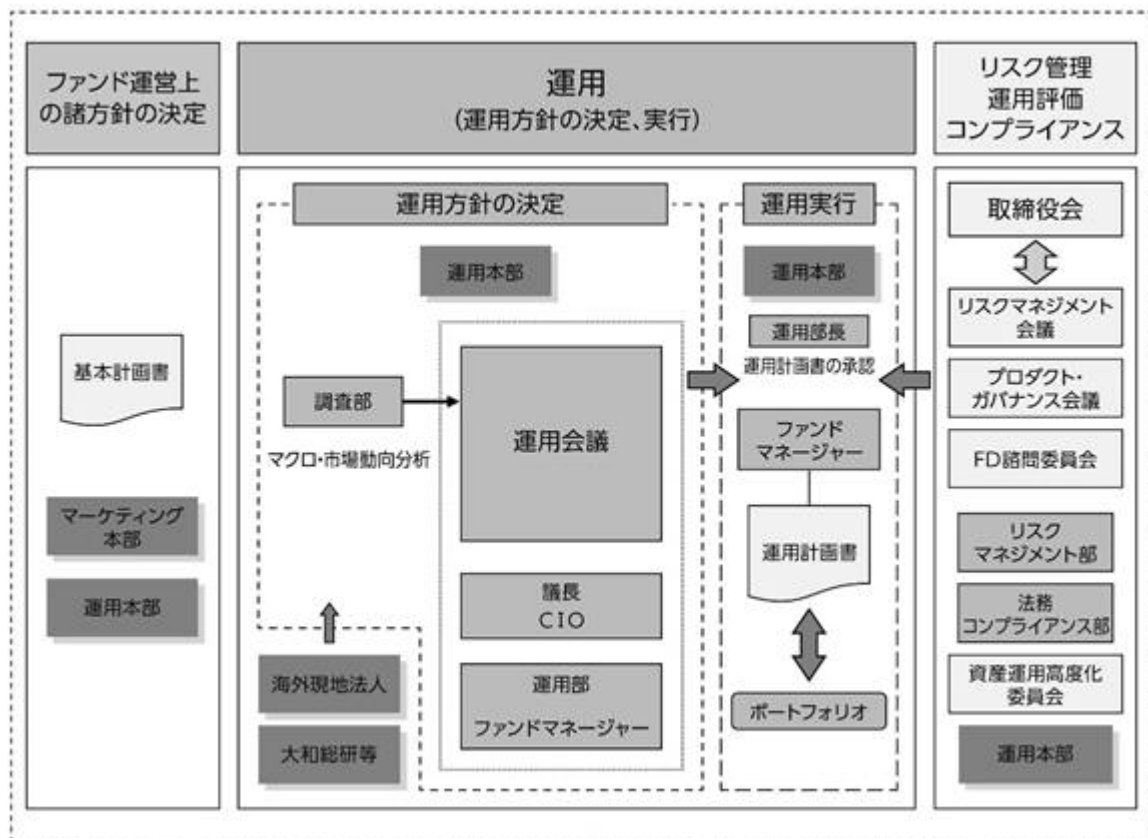 ファンド運営上
の諸方針の決定
運用
(運用方針の決定、実行)
リスク管理
運用評価
コンプライアンス
基本計画書
マーケティング
本部
運用本部
運用方針の決定
運用本部
調査部
マクロ・市場動向分析
運用会議
議長
CIO
運用部
ファンドマネージャー
海外現地法人
大和総研等
運用実行
運用本部
運用部長
運用計画書の承認
ファンド
マネージャー
運用計画書
ポートフォリオ
取締役会
リスクマネジメント
会議
プロダクト・
ガバナンス会議
FD諮問委員会
リスク
マネジメント部
法務
コンプライアンス部
資産運用高度化
委員会
運用本部